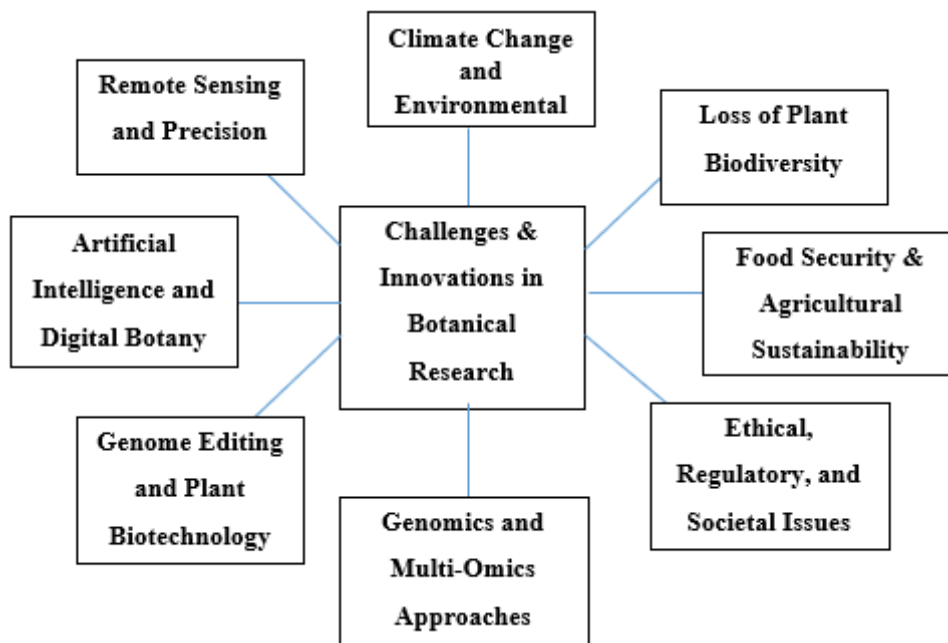 Climate Change
and
Environmental
Remote Sensing
and Precision
Loss of Plant
Biodiversity
Artificial
Intelligence and
Digital Botany
Challenges &
Innovations in
Botanical
Research
Food Security &
Agricultural
Sustainability
Genome Editing
and Plant
Biotechnology
Ethical,
Regulatory, and
Societal Issues
Genomics and
Multi-Omics
Approaches